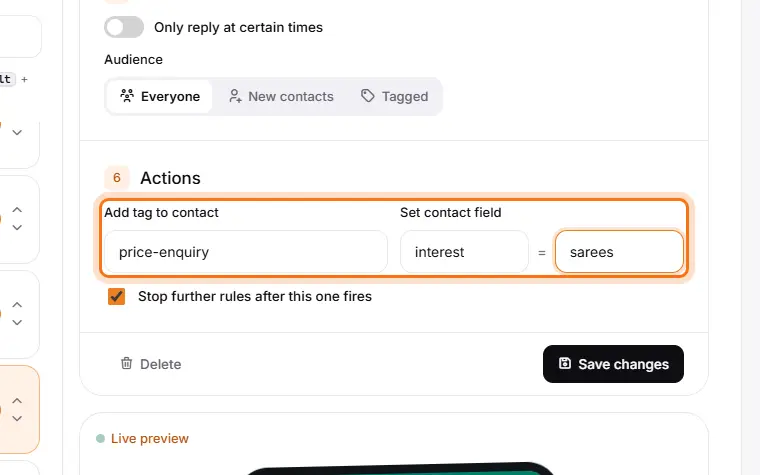 Only reply at certain times
Audience
Everyone New contacts Tagged
lt +
6 Actions
Add tag to contact Set contact field
price-enquiry interest = sarees
Stop further rules after this one fires
Delete Save changes
Live preview